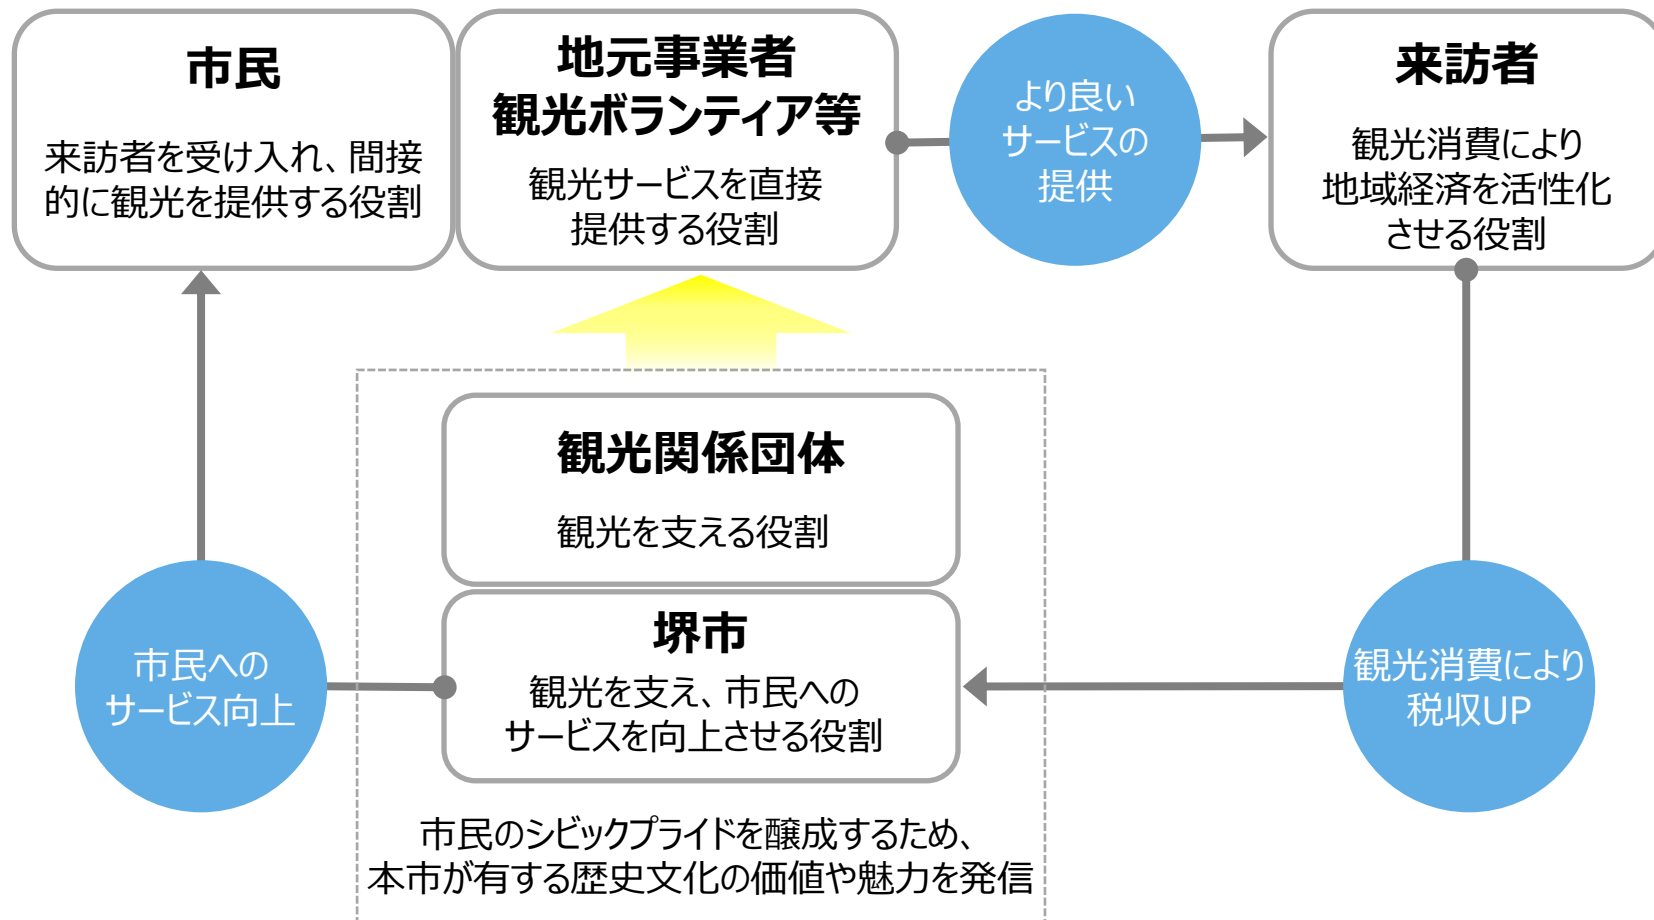 市民
来訪者を受け入れ、間接
的に観光を提供する役割
地元事業者
観光ボランティア等
観光サービスを直接
提供する役割
より良い
サービスの
提供
来訪者
観光消費により
地域経済を活性化
させる役割
観光関係団体
観光を支える役割
堺市
観光を支え、市民への
サービスを向上させる役割
市民への
サービス向上
観光消費により
税収UP
市民のシビックプライドを醸成するため、
本市が有する歴史文化の価値や魅力を発信